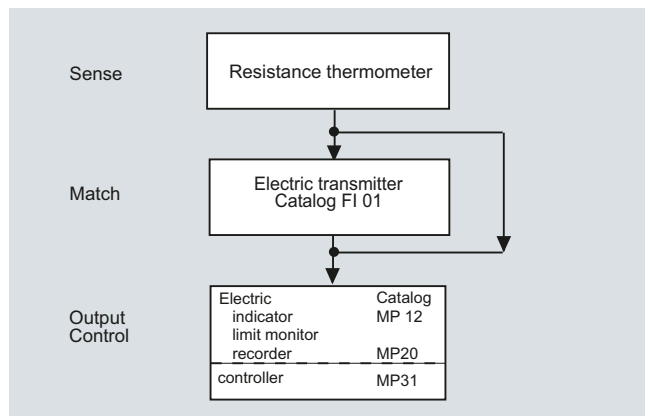 Sense
Resistance thermometer
Match
Electric transmitter
Catalog FI 01
Output
Control
Electric Catalog
indicator MP 12
limit monitor
recorder MP20
controller MP31